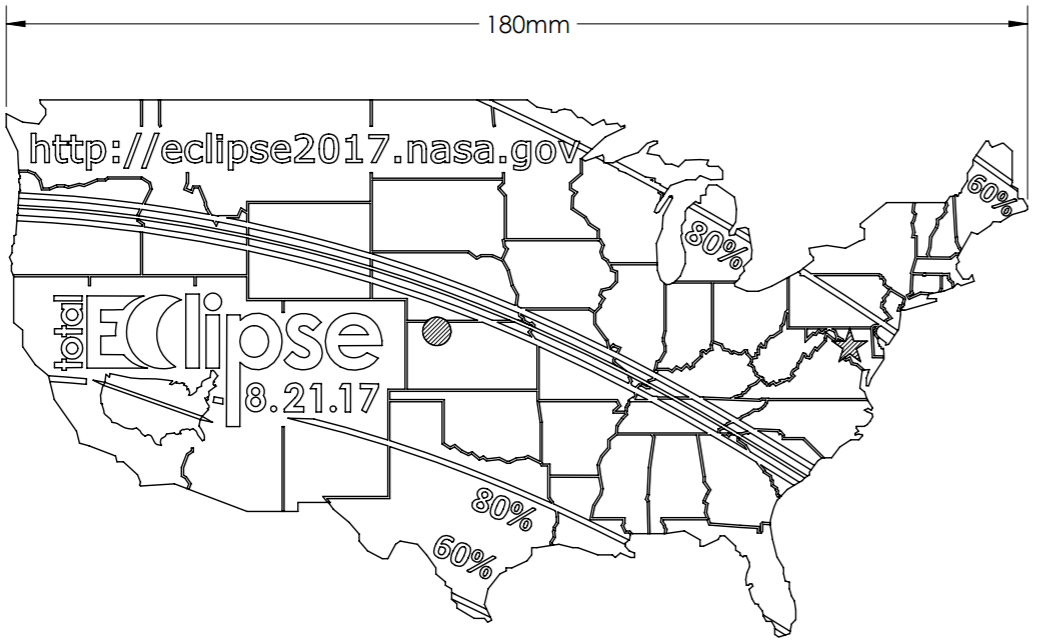 180mm
http://eclipse2017.nasa.gov
60%
80%
total
Eclipse
8.21.17
80%
60%